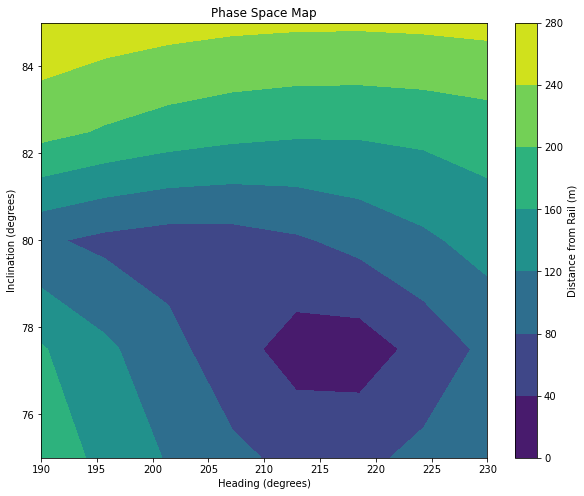 Phase Space Map
Inclination (degrees)
84
82
80
78
76
190 195 200 205 210 215 220 225 230
Heading (degrees)
280
240
200
160
120
80
40
0
Distance from Rail (m)